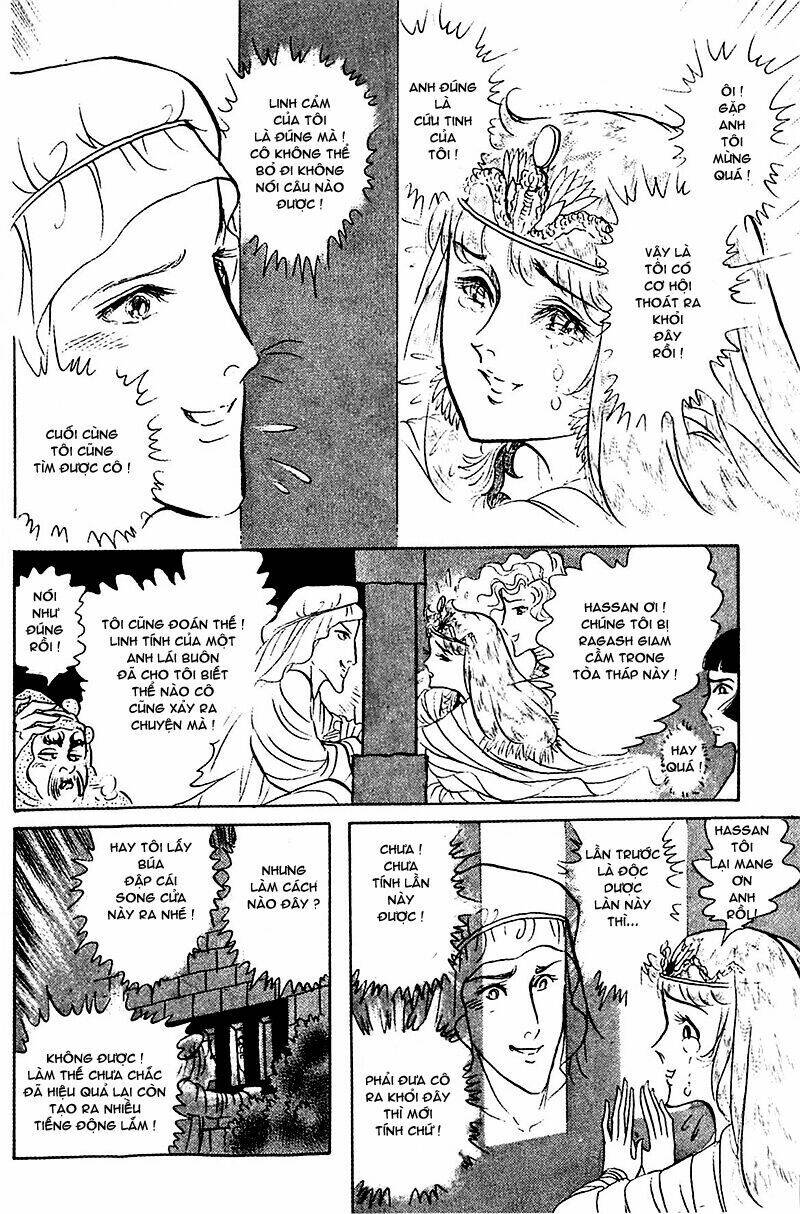 ÔI !
GẶP
ANH
TÔI
MỪNG
QUÁ !
ANH ĐÚNG
LÀ
CỨU TINH
CỦA
TÔI !
VẬY LÀ
TÔI CÓ
CƠ HỘI
THOÁT RA
KHỎI
ĐÂY
RỒI !
LINH CẢM
CỦA TÔI
LÀ ĐÚNG MÀ !
CÔ KHÔNG THỂ
BỎ ĐI KHÔNG
NÓI CÂU NÀO
ĐƯỢC !
CUỐI CÙNG
TÔI CŨNG
TÌM ĐƯỢC CÔ !
HASSAN ƠI !
CHÚNG TÔI BỊ
RAGASH GIAM
CẦM TRONG
TÒA THÁP NÀY !
HAY
QUÁ !
TÔI CŨNG ĐOÁN THẾ !
LINH TÍNH CỦA MỘT
ANH LÁI BUÔN
ĐÃ CHO TÔI BIẾT
THẾ NÀO CÔ
CŨNG XẢY RA
CHUYỆN MÀ !
NÓI
NHƯ
ĐÚNG
RỒI !
HASSAN
TÔI
LẠI MANG
ƠN
ANH
RỒI !
LẦN TRƯỚC
LÀ ĐỘC
DƯỢC
LÀN NÀY
THÌ...
CHƯA !
CHƯA
TÍNH LẦN
NÀY
ĐƯỢC !
PHẢI ĐƯA CÔ
RA KHỎI ĐÂY
THÌ MỚI
TÍNH CHỨ !
NHƯNG
LÀM CÁCH
NÀO ĐÂY ?
HAY TÔI LẤY
BÚA
ĐẬP CÁI
SONG CỬA
NÀY RA NHÉ !
KHÔNG ĐƯỢC !
LÀM THẾ CHƯA CHẮC
ĐÃ HIỆU QUẢ LẠI CÒN
TẠO RA NHIỀU
TIẾNG ĐỘNG LẮM !